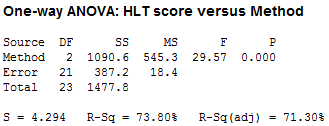 One-way ANOVA: HLT score versus Method
Source DF SS MS F P
Method 2 1090.6 545.3 29.57 0.000
Error 21 387.2 18.4
Total 23 1477.8
S = 4.294 R-Sq = 73.80% R-Sq(adj) = 71.30%